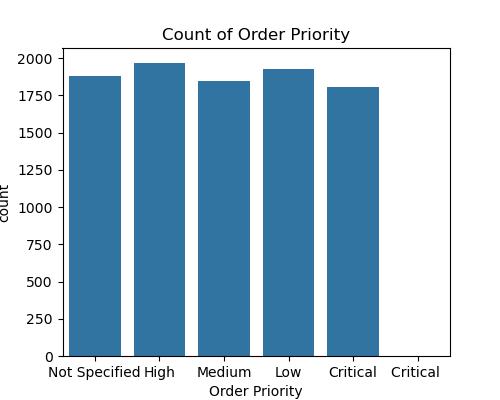 Count of Order Priority
2000
1750
1500
1250
1000
750
500
250
0
count
Not Specified High Medium Low Critical Critical
Order Priority